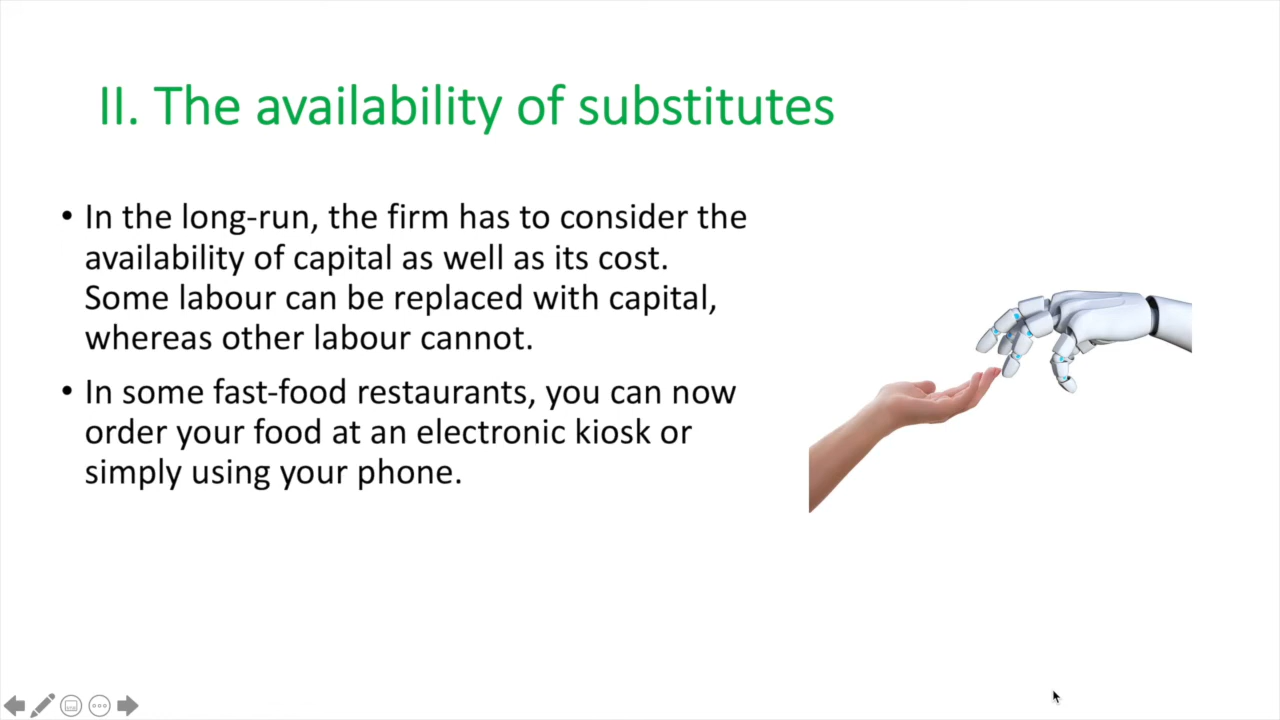 II. The availability of substitutes
• In the long-run, the firm has to consider the
availability of capital as well as its cost.
Some labour can be replaced with capital,
whereas other labour cannot.
• In some fast-food restaurants, you can now
order your food at an electronic kiosk or
simply using your phone.